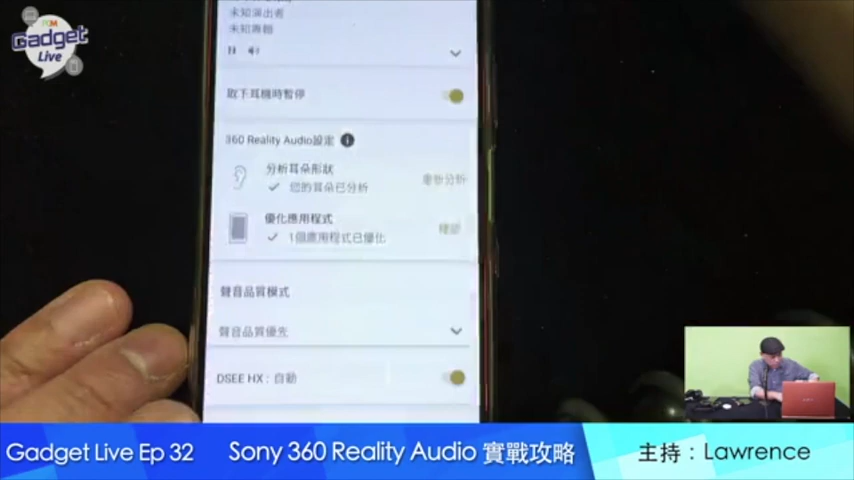 PCM
Gadget
Live
未知演出者
未知專輯
取下耳機時暫停
360 Reality Audio設定
分析耳朵形狀
您的耳朵已分析
重新分析
優化應用程式
1個應用程式已優化
聲音品質模式
聲音品質優先
DSEE HX：自動
Gadget Live Ep 32
Sony 360 Reality Audio 實戰攻略
主持：Lawrence